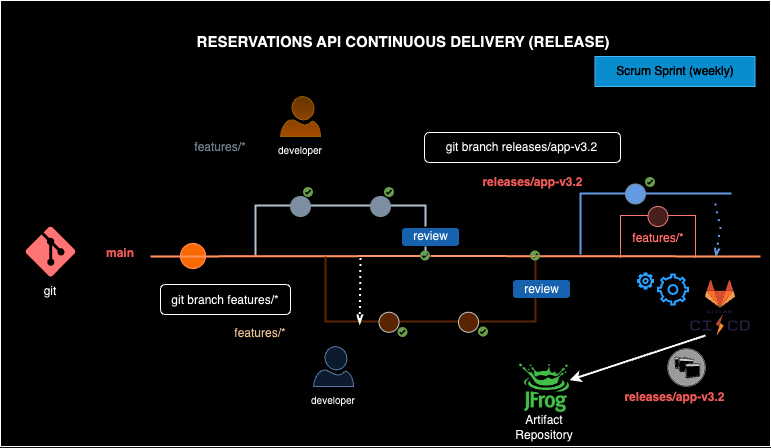 RESERVATIONS API CONTINUOUS DELIVERY (RELEASE)
Scrum Sprint (weekly)
developer
features/*
git branch releases/app-v3.2
releases/app-v3.2
review
features/*
main
git
git branch features/*
review
features/*
GITLAB
CI CD
developer
JFrog
Artifact
Repository
releases/app-v3.2